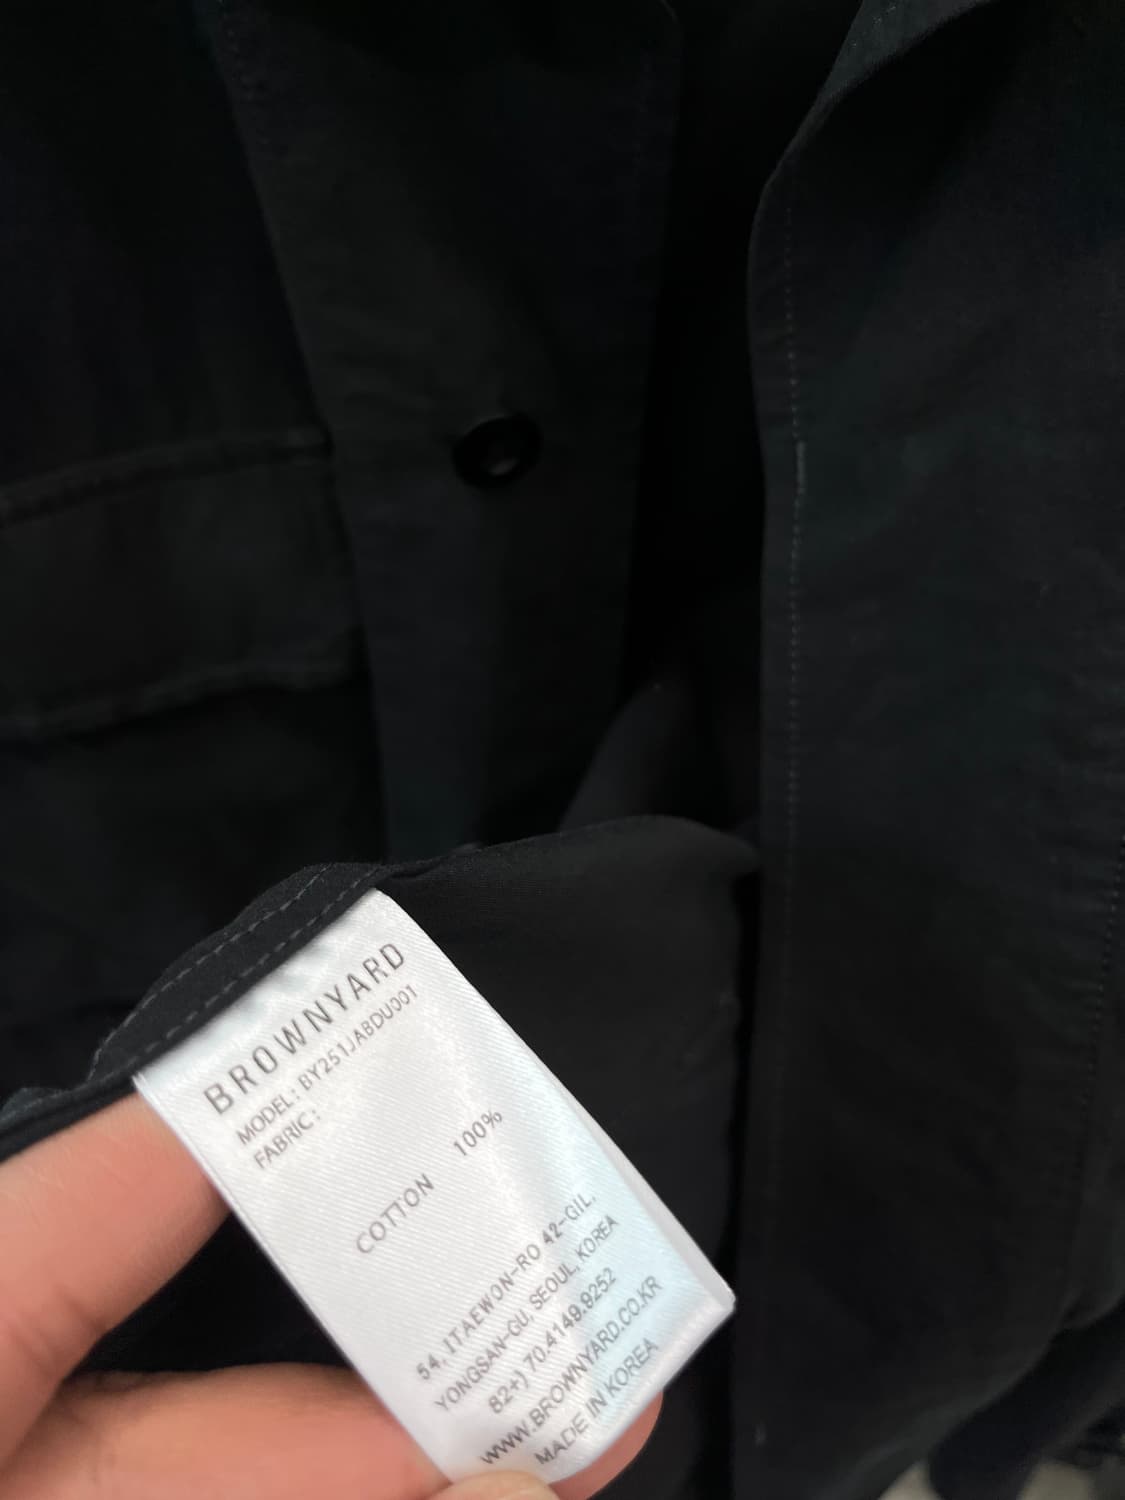 BROWNYARD
MODEL: BY251JABDU001
FABRIC:
COTTON 100%
54, ITAEWON-RO 42-GIL,
YONGSAN-GU, SEOUL, KOREA
82+) 70.4149.9252
WWW.BROWNYARD.CO.KR
MADE IN KOREA